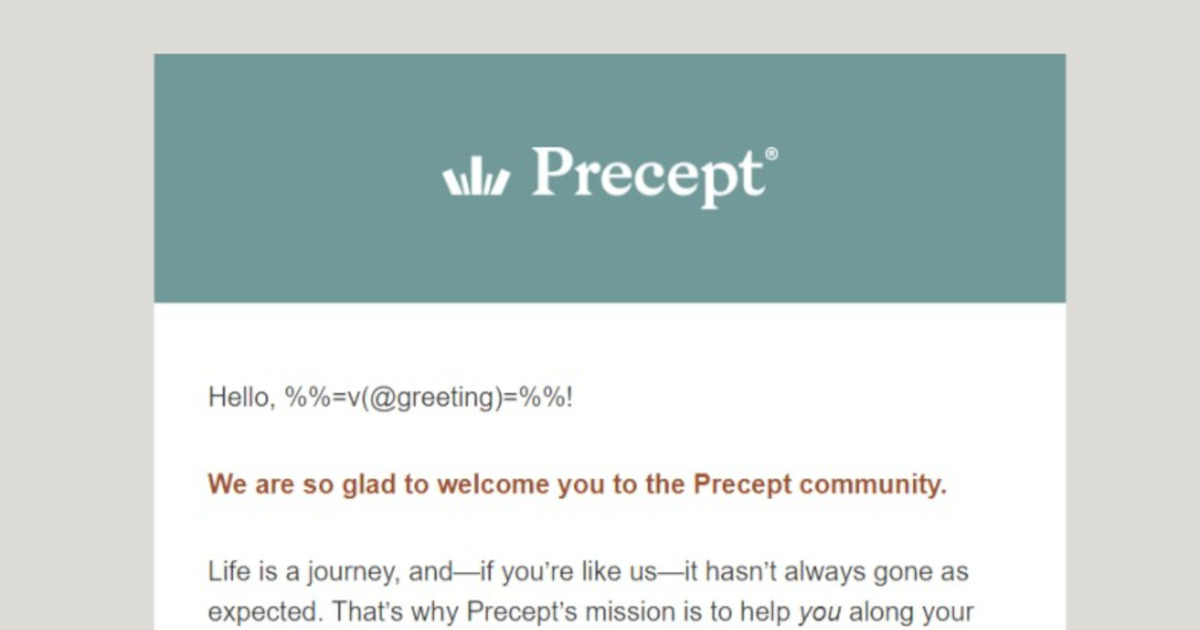 Precept®
Hello, %%=v(@greeting)=%%!
We are so glad to welcome you to the Precept community.
Life is a journey, and—if you’re like us—it hasn’t always gone as
expected. That’s why Precept’s mission is to help you along your